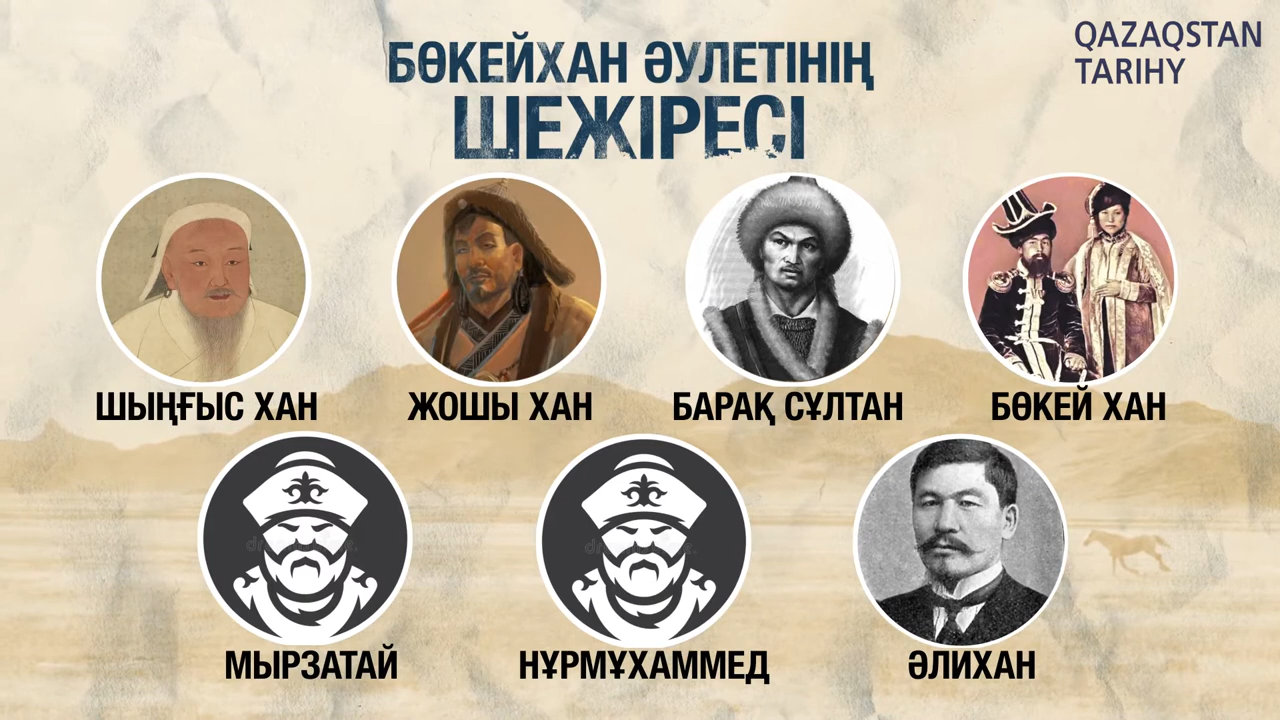 QAZAQSTAN
TARIHY
БӨКЕЙХАН ӘУЛЕТІНІҢ
ШЕЖІРЕСІ
ШЫҢҒЫС ХАН
ЖОШЫ ХАН
БАРАҚ СҰЛТАН
БӨКЕЙ ХАН
МЫРЗАТАЙ
НҰРМҰХАММЕД
ӘЛИХАН